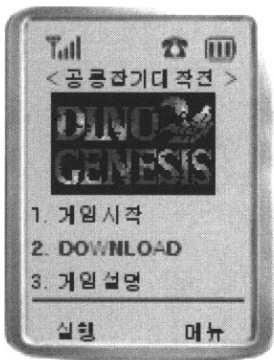 <공룡잡기대작전>
DINO
GENESIS
1. 게임시작
2. DOWNLOAD
3. 게임설명
실행 메뉴